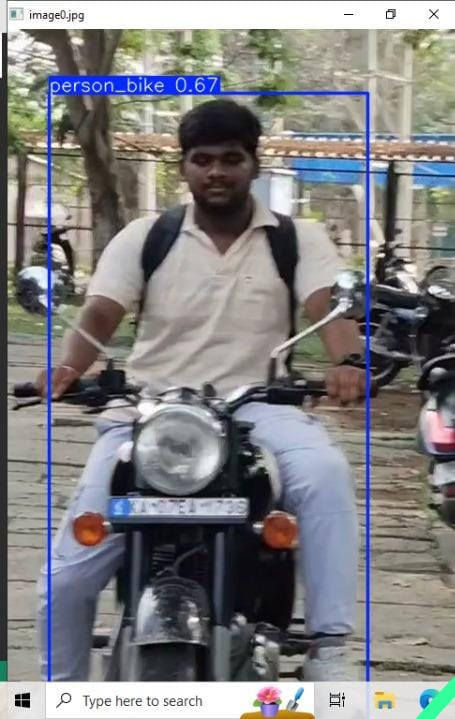 image0.jpg
person_bike 0.67
KA 07EA 1736
Type here to search